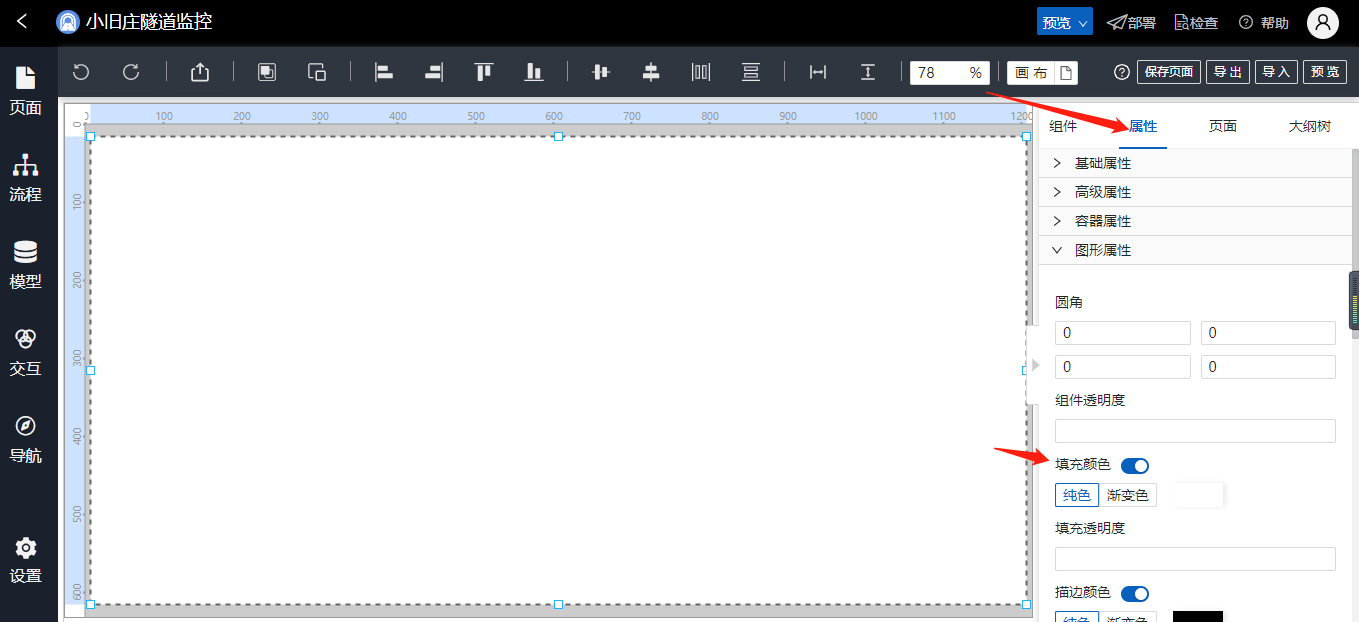 小旧庄隧道监控
预览 部署 检查 帮助
78 % 画布 保存页面 导出 导入 预览
页面
流程
模型
交互
导航
设置
0 100 200 300 400 500 600 700 800 900 1000 1100 1200
0
100
200
300
400
500
600
组件 属性 页面 大纲树
基础属性
高级属性
容器属性
图形属性
圆角
0 0
0 0
组件透明度
填充颜色
纯色 渐变色
填充透明度
描边颜色
纯色 渐变色